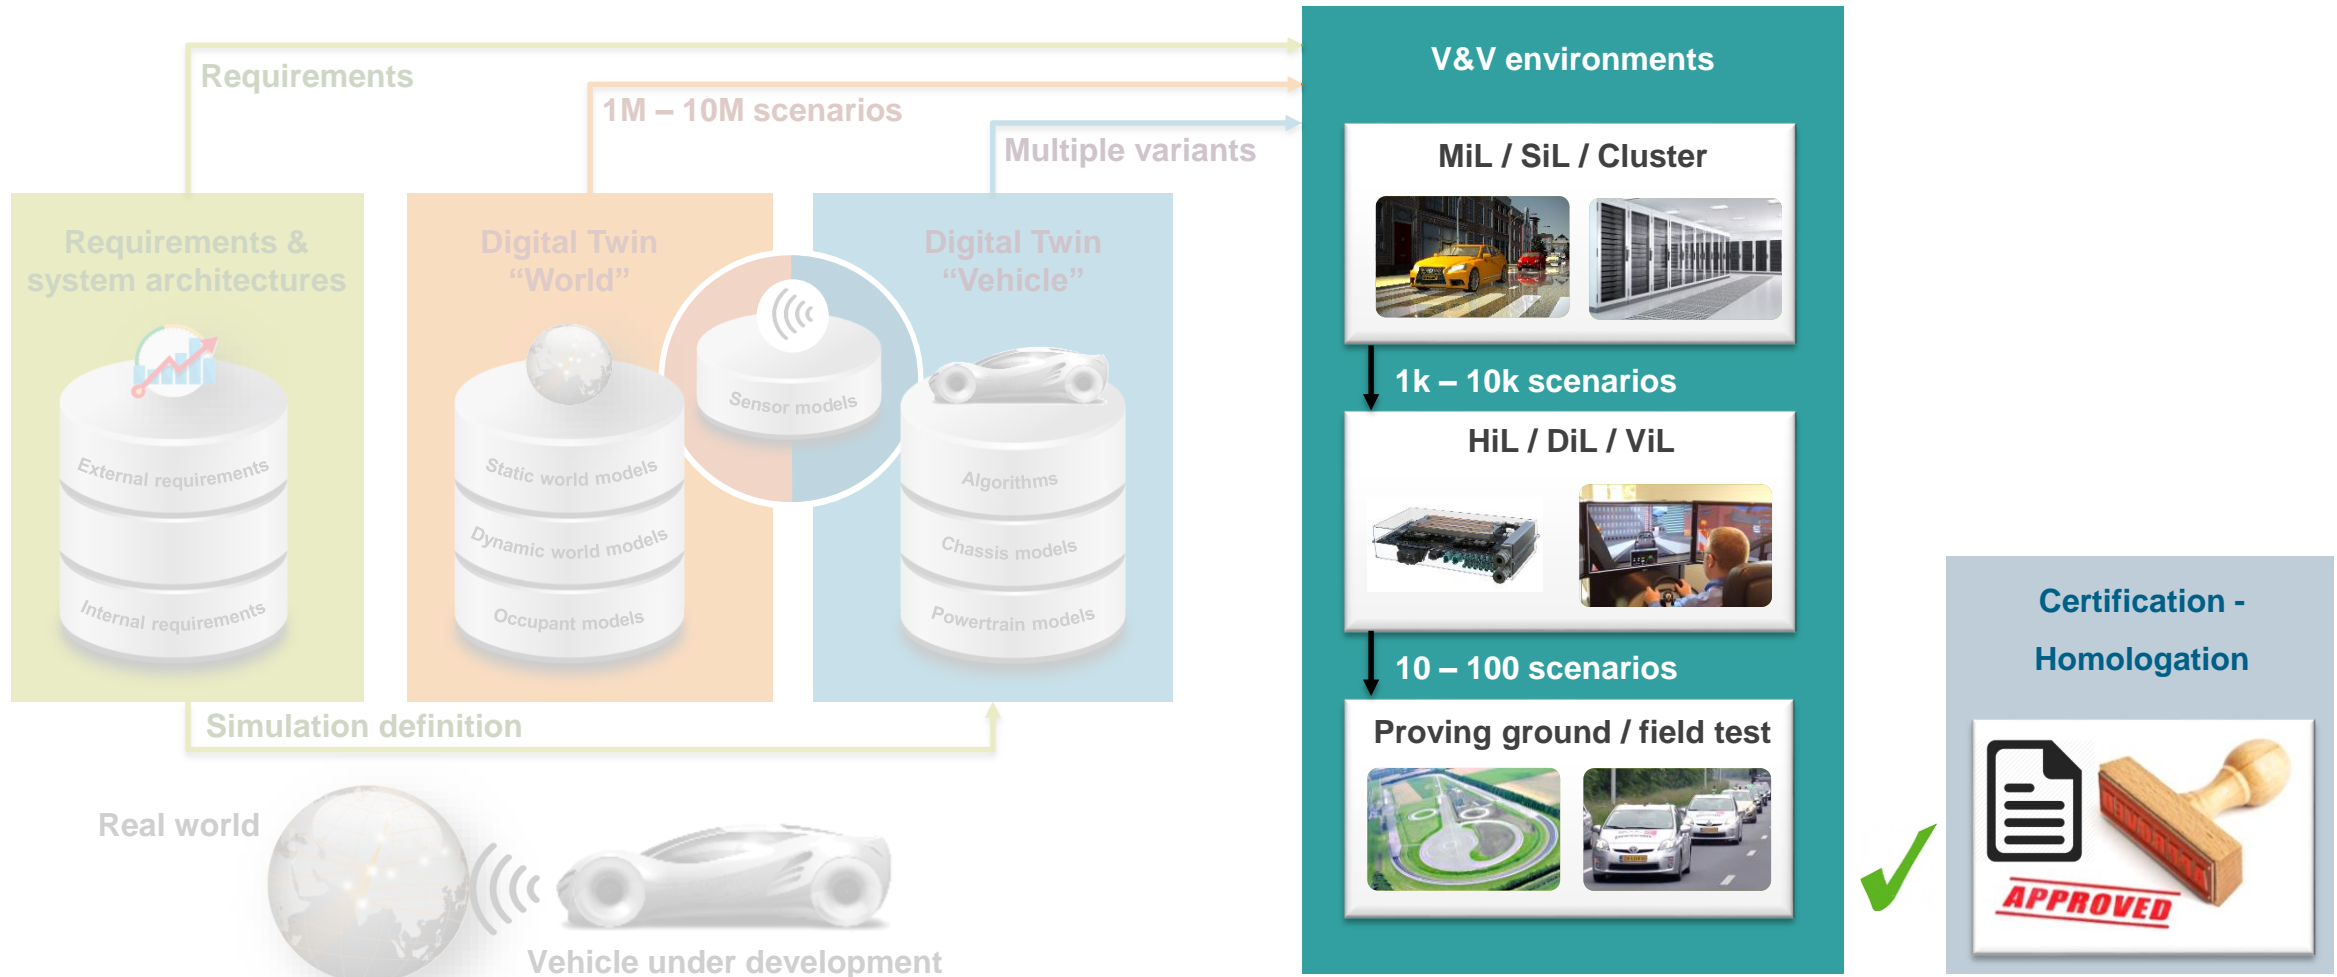 Requirements
1M – 10M scenarios
Multiple variants
Requirements &
system architectures
External requirements
Internal requirements
Simulation definition
Digital Twin
“World”
Static world models
Dynamic world models
Occupant models
Sensor models
Digital Twin
“Vehicle”
Algorithms
Chassis models
Powertrain models
Real world
Vehicle under development
V&V environments
MiL / SiL / Cluster
1k – 10k scenarios
HiL / DiL / ViL
10 – 100 scenarios
Proving ground / field test
Certification -
Homologation
APPROVED